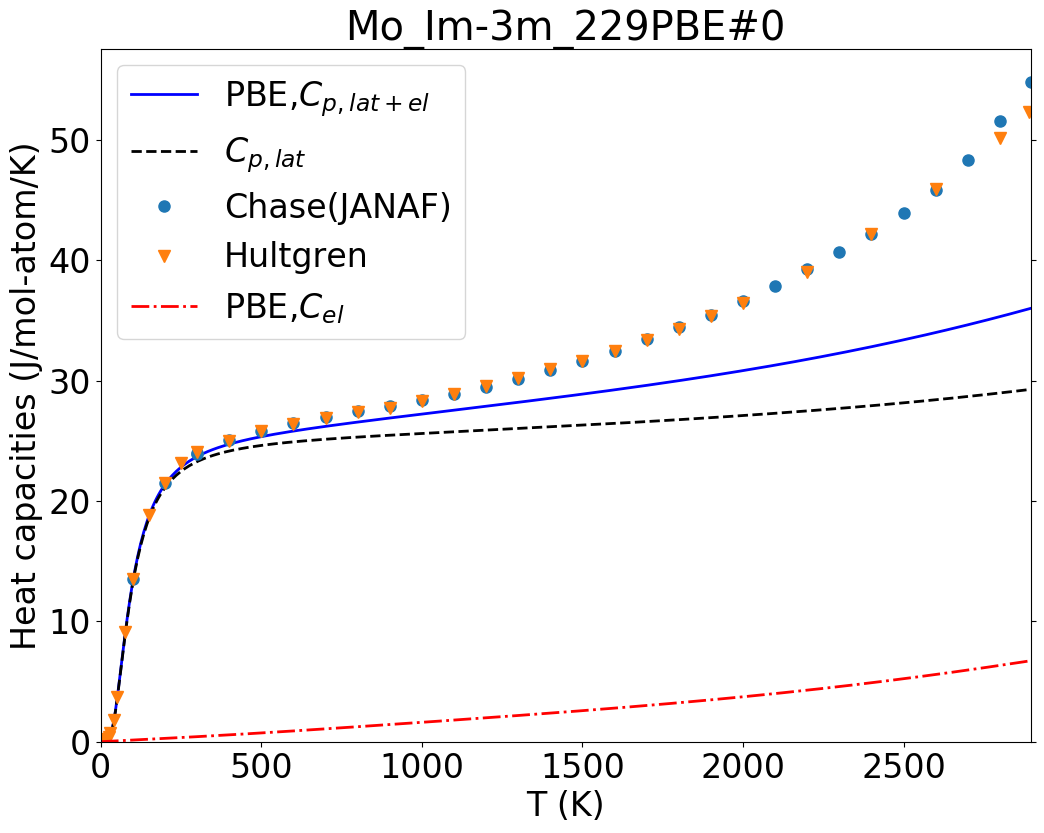 Mo_Im-3m_229PBE#0
PBE,C_{p,lat+el}
C_{p,lat}
Chase(JANAF)
Hultgren
PBE,C_{el}
Heat capacities (J/mol-atom/K)
50
40
30
20
10
0
0 500 1000 1500 2000 2500
T (K)